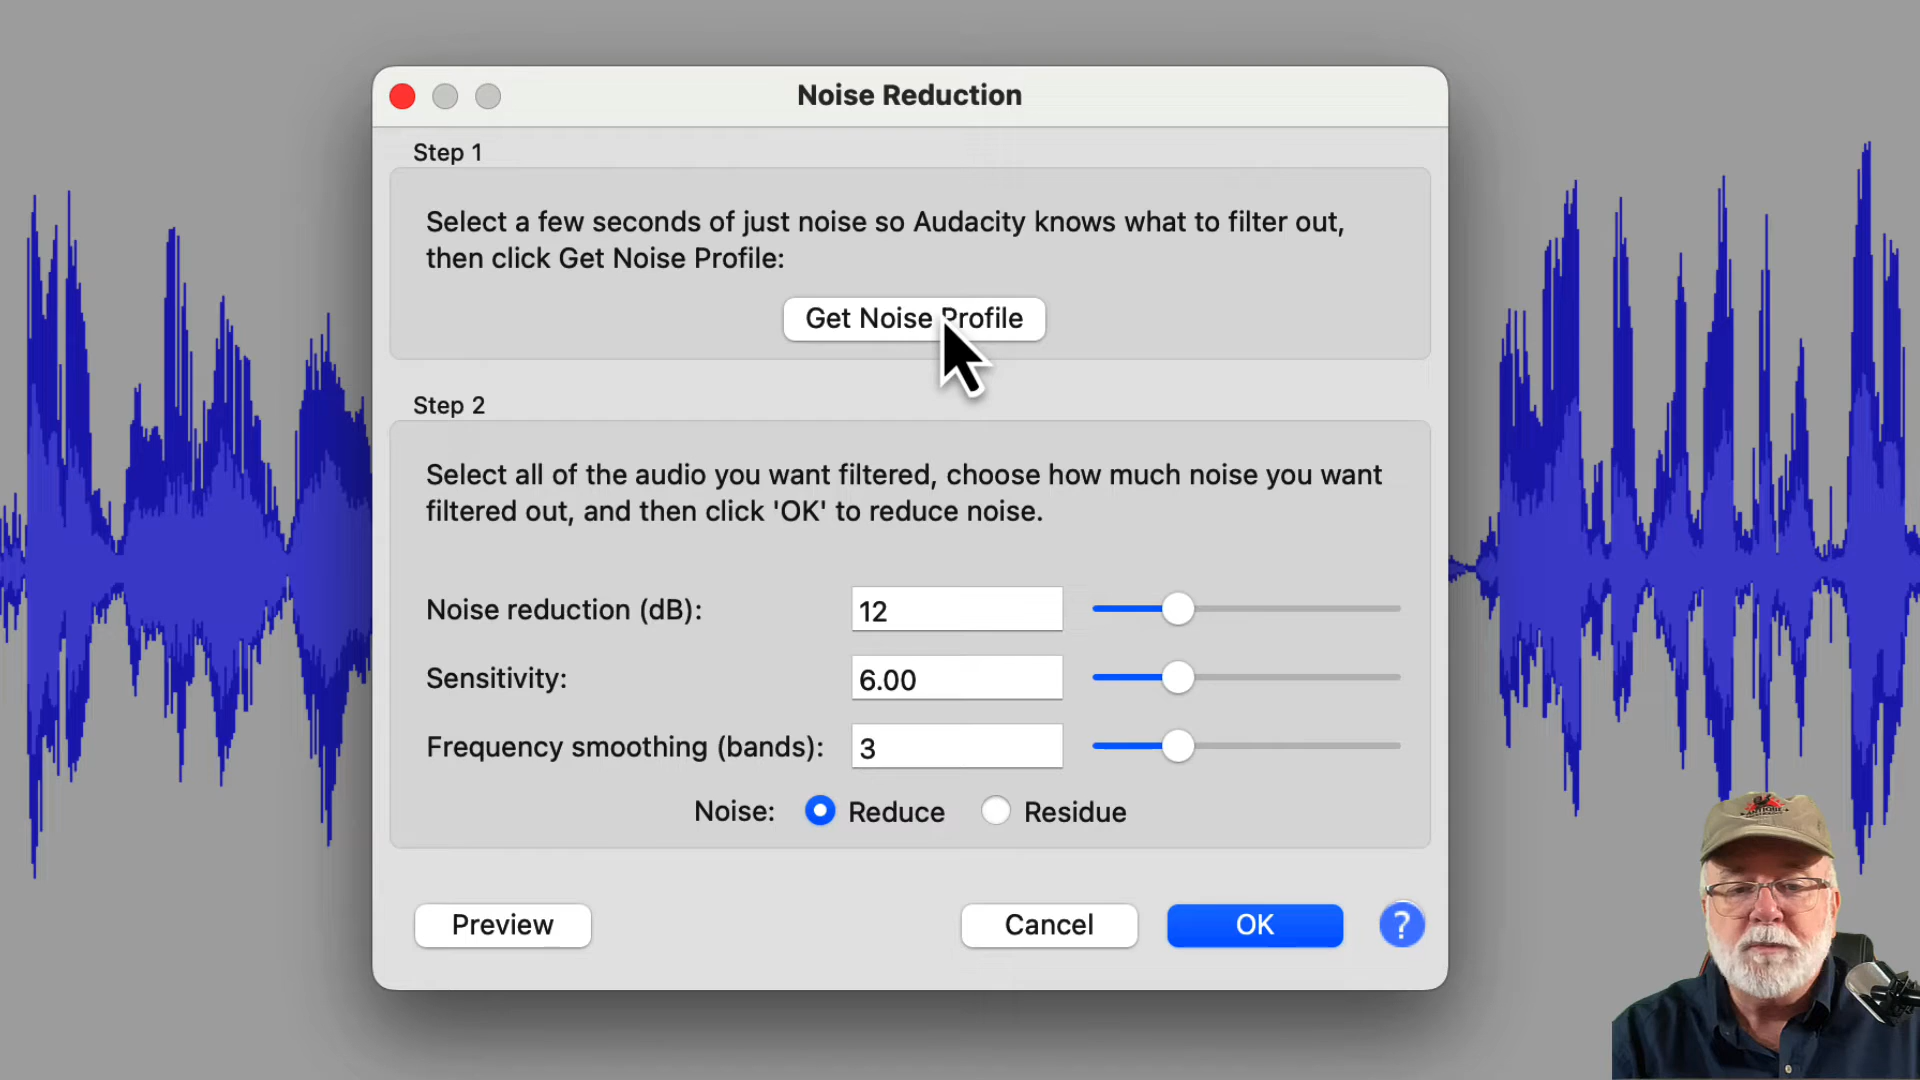 Noise Reduction
Step 1
Select a few seconds of just noise so Audacity knows what to filter out,
then click Get Noise Profile:
Get Noise Profile
Step 2
Select all of the audio you want filtered, choose how much noise you want
filtered out, and then click 'OK' to reduce noise.
Noise reduction (dB): 12
Sensitivity: 6.00
Frequency smoothing (bands): 3
Noise: Reduce Residue
Preview Cancel OK ?